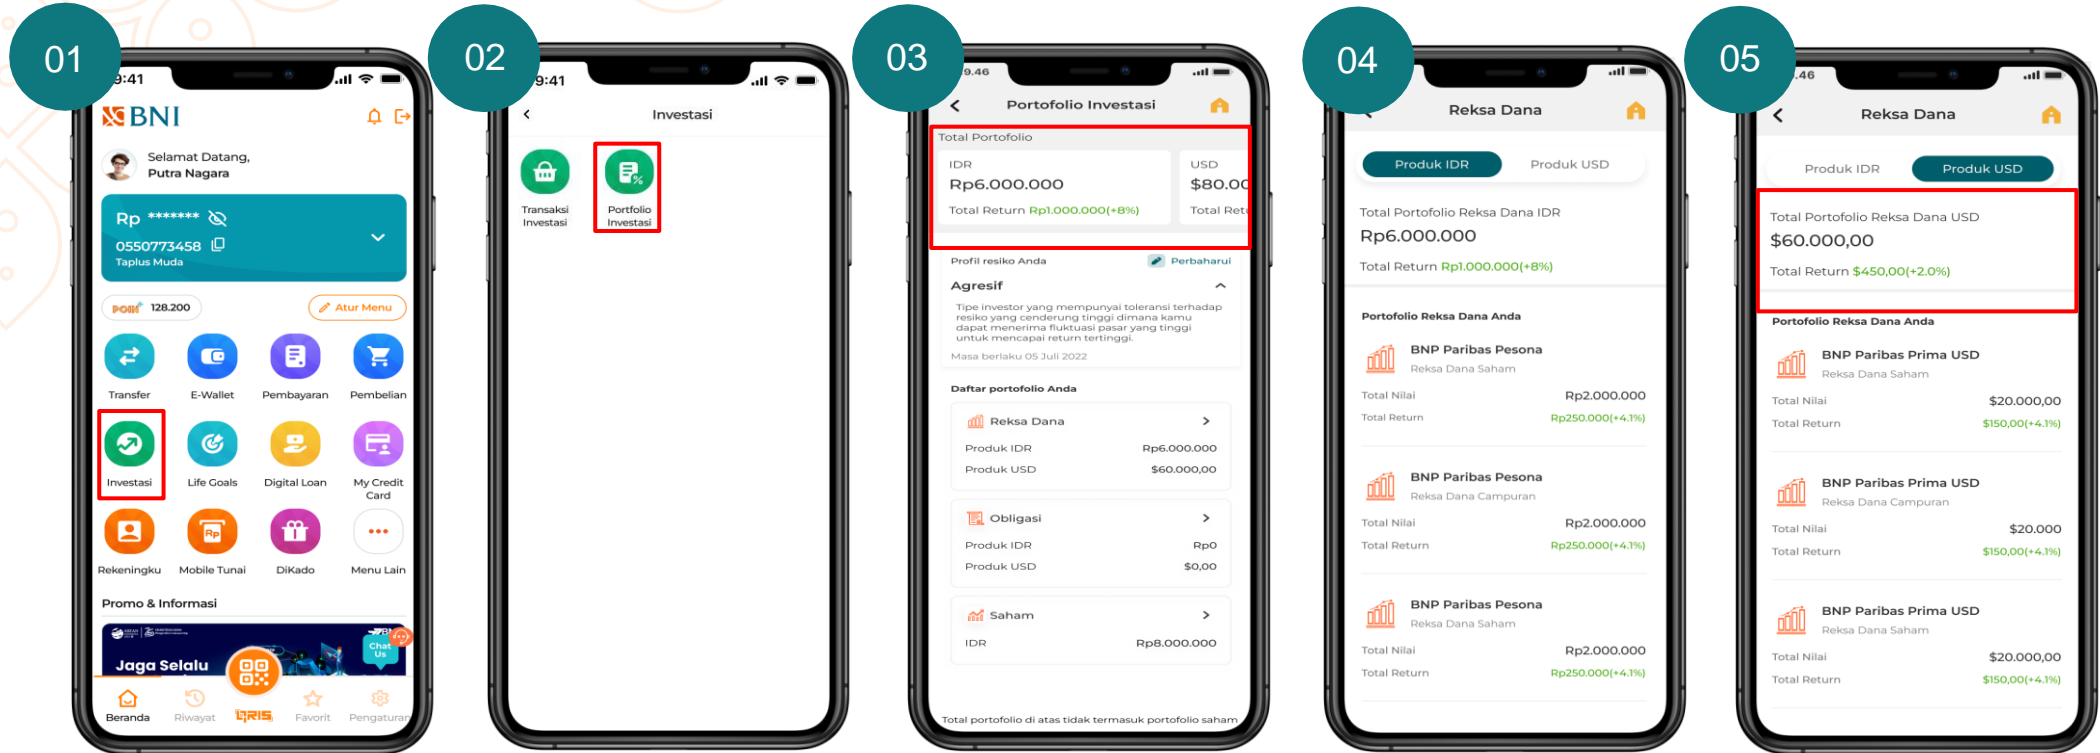 01
9:41
BNI
Selamat Datang,
Putra Nagara
Rp *******
0550773458
Taplus Muda
POIN+ 128.200
Atur Menu
Transfer
E-Wallet
Pembayaran
Pembelian
Investasi
Life Goals
Digital Loan
My Credit
Card
Rp
Rekeningku
Mobile Tunai
DiKado
Menu Lain
Promo & Informasi
Chat
Us
Jaga Selalu
Beranda
Riwayat
QRIS
Favorit
Pengaturan
02
9:41
Investasi
Transaksi
Investasi
Portfolio
Investasi
03
9.46
Portofolio Investasi
Total Portofolio
IDR
Rp6.000.000
Total Return Rp1.000.000(+8%)
USD
$80.00
Total Ret
Profil resiko Anda
Perbaharui
Agresif
Tipe investor yang mempunyai toleransi terhadap
resiko yang cenderung tinggi dimana kamu
dapat menerima fluktuasi pasar yang tinggi
untuk mencapai return tertinggi.
Masa berlaku 05 Juli 2022
Daftar portofolio Anda
Reksa Dana
Produk IDR Rp6.000.000
Produk USD $60.000,00
Obligasi
Produk IDR Rp0
Produk USD $0,00
Saham
IDR Rp8.000.000
Total portofolio di atas tidak termasuk portofolio saham
04
Reksa Dana
Produk IDR
Produk USD
Total Portofolio Reksa Dana IDR
Rp6.000.000
Total Return Rp1.000.000(+8%)
Portofolio Reksa Dana Anda
BNP Paribas Pesona
Reksa Dana Saham
Total Nilai Rp2.000.000
Total Return Rp250.000(+4.1%)
BNP Paribas Pesona
Reksa Dana Campuran
Total Nilai Rp2.000.000
Total Return Rp250.000(+4.1%)
BNP Paribas Pesona
Reksa Dana Saham
Total Nilai Rp2.000.000
Total Return Rp250.000(+4.1%)
05
.46
Reksa Dana
Produk IDR
Produk USD
Total Portofolio Reksa Dana USD
$60.000,00
Total Return $450,00(+2.0%)
Portofolio Reksa Dana Anda
BNP Paribas Prima USD
Reksa Dana Saham
Total Nilai $20.000,00
Total Return $150,00(+4.1%)
BNP Paribas Prima USD
Reksa Dana Campuran
Total Nilai $20.000
Total Return $150,00(+4.1%)
BNP Paribas Prima USD
Reksa Dana Saham
Total Nilai $20.000,00
Total Return $150,00(+4.1%)